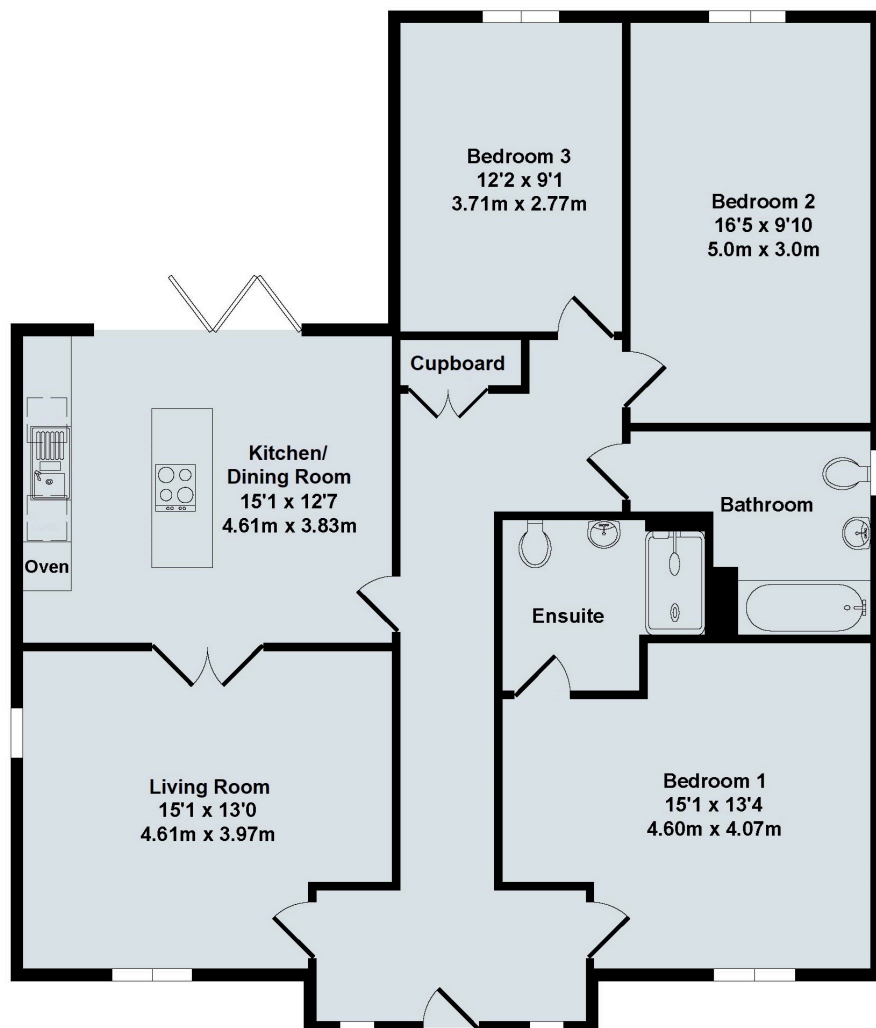 Bedroom 3
12'2 x 9'1
3.71m x 2.77m
Bedroom 2
16'5 x 9'10
5.0m x 3.0m
Cupboard
Kitchen/
Dining Room
15'1 x 12'7
4.61m x 3.83m
Oven
Bathroom
Ensuite
Living Room
15'1 x 13'0
4.61m x 3.97m
Bedroom 1
15'1 x 13'4
4.60m x 4.07m